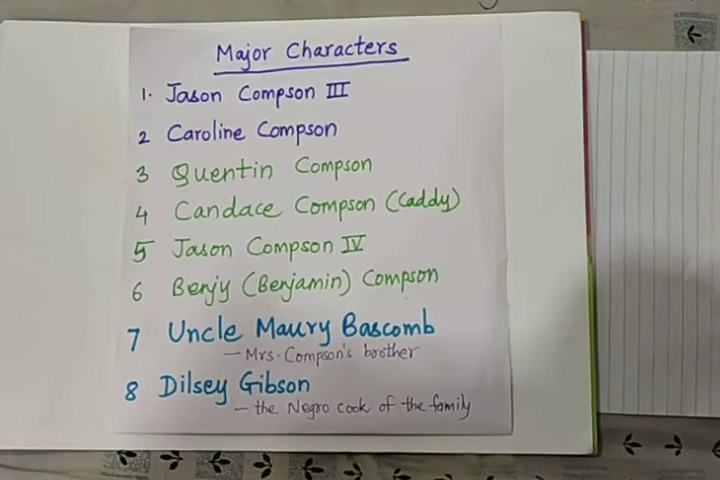 Major Characters
1. Jason Compson III
2 Caroline Compson
3 Quentin Compson
4 Candace Compson (Caddy)
5 Jason Compson IV
6 Benjy (Benjamin) Compson
7 Uncle Maury Bascomb
— Mrs. Compson's brother
8 Dilsey Gibson
— the Negro cook of the family